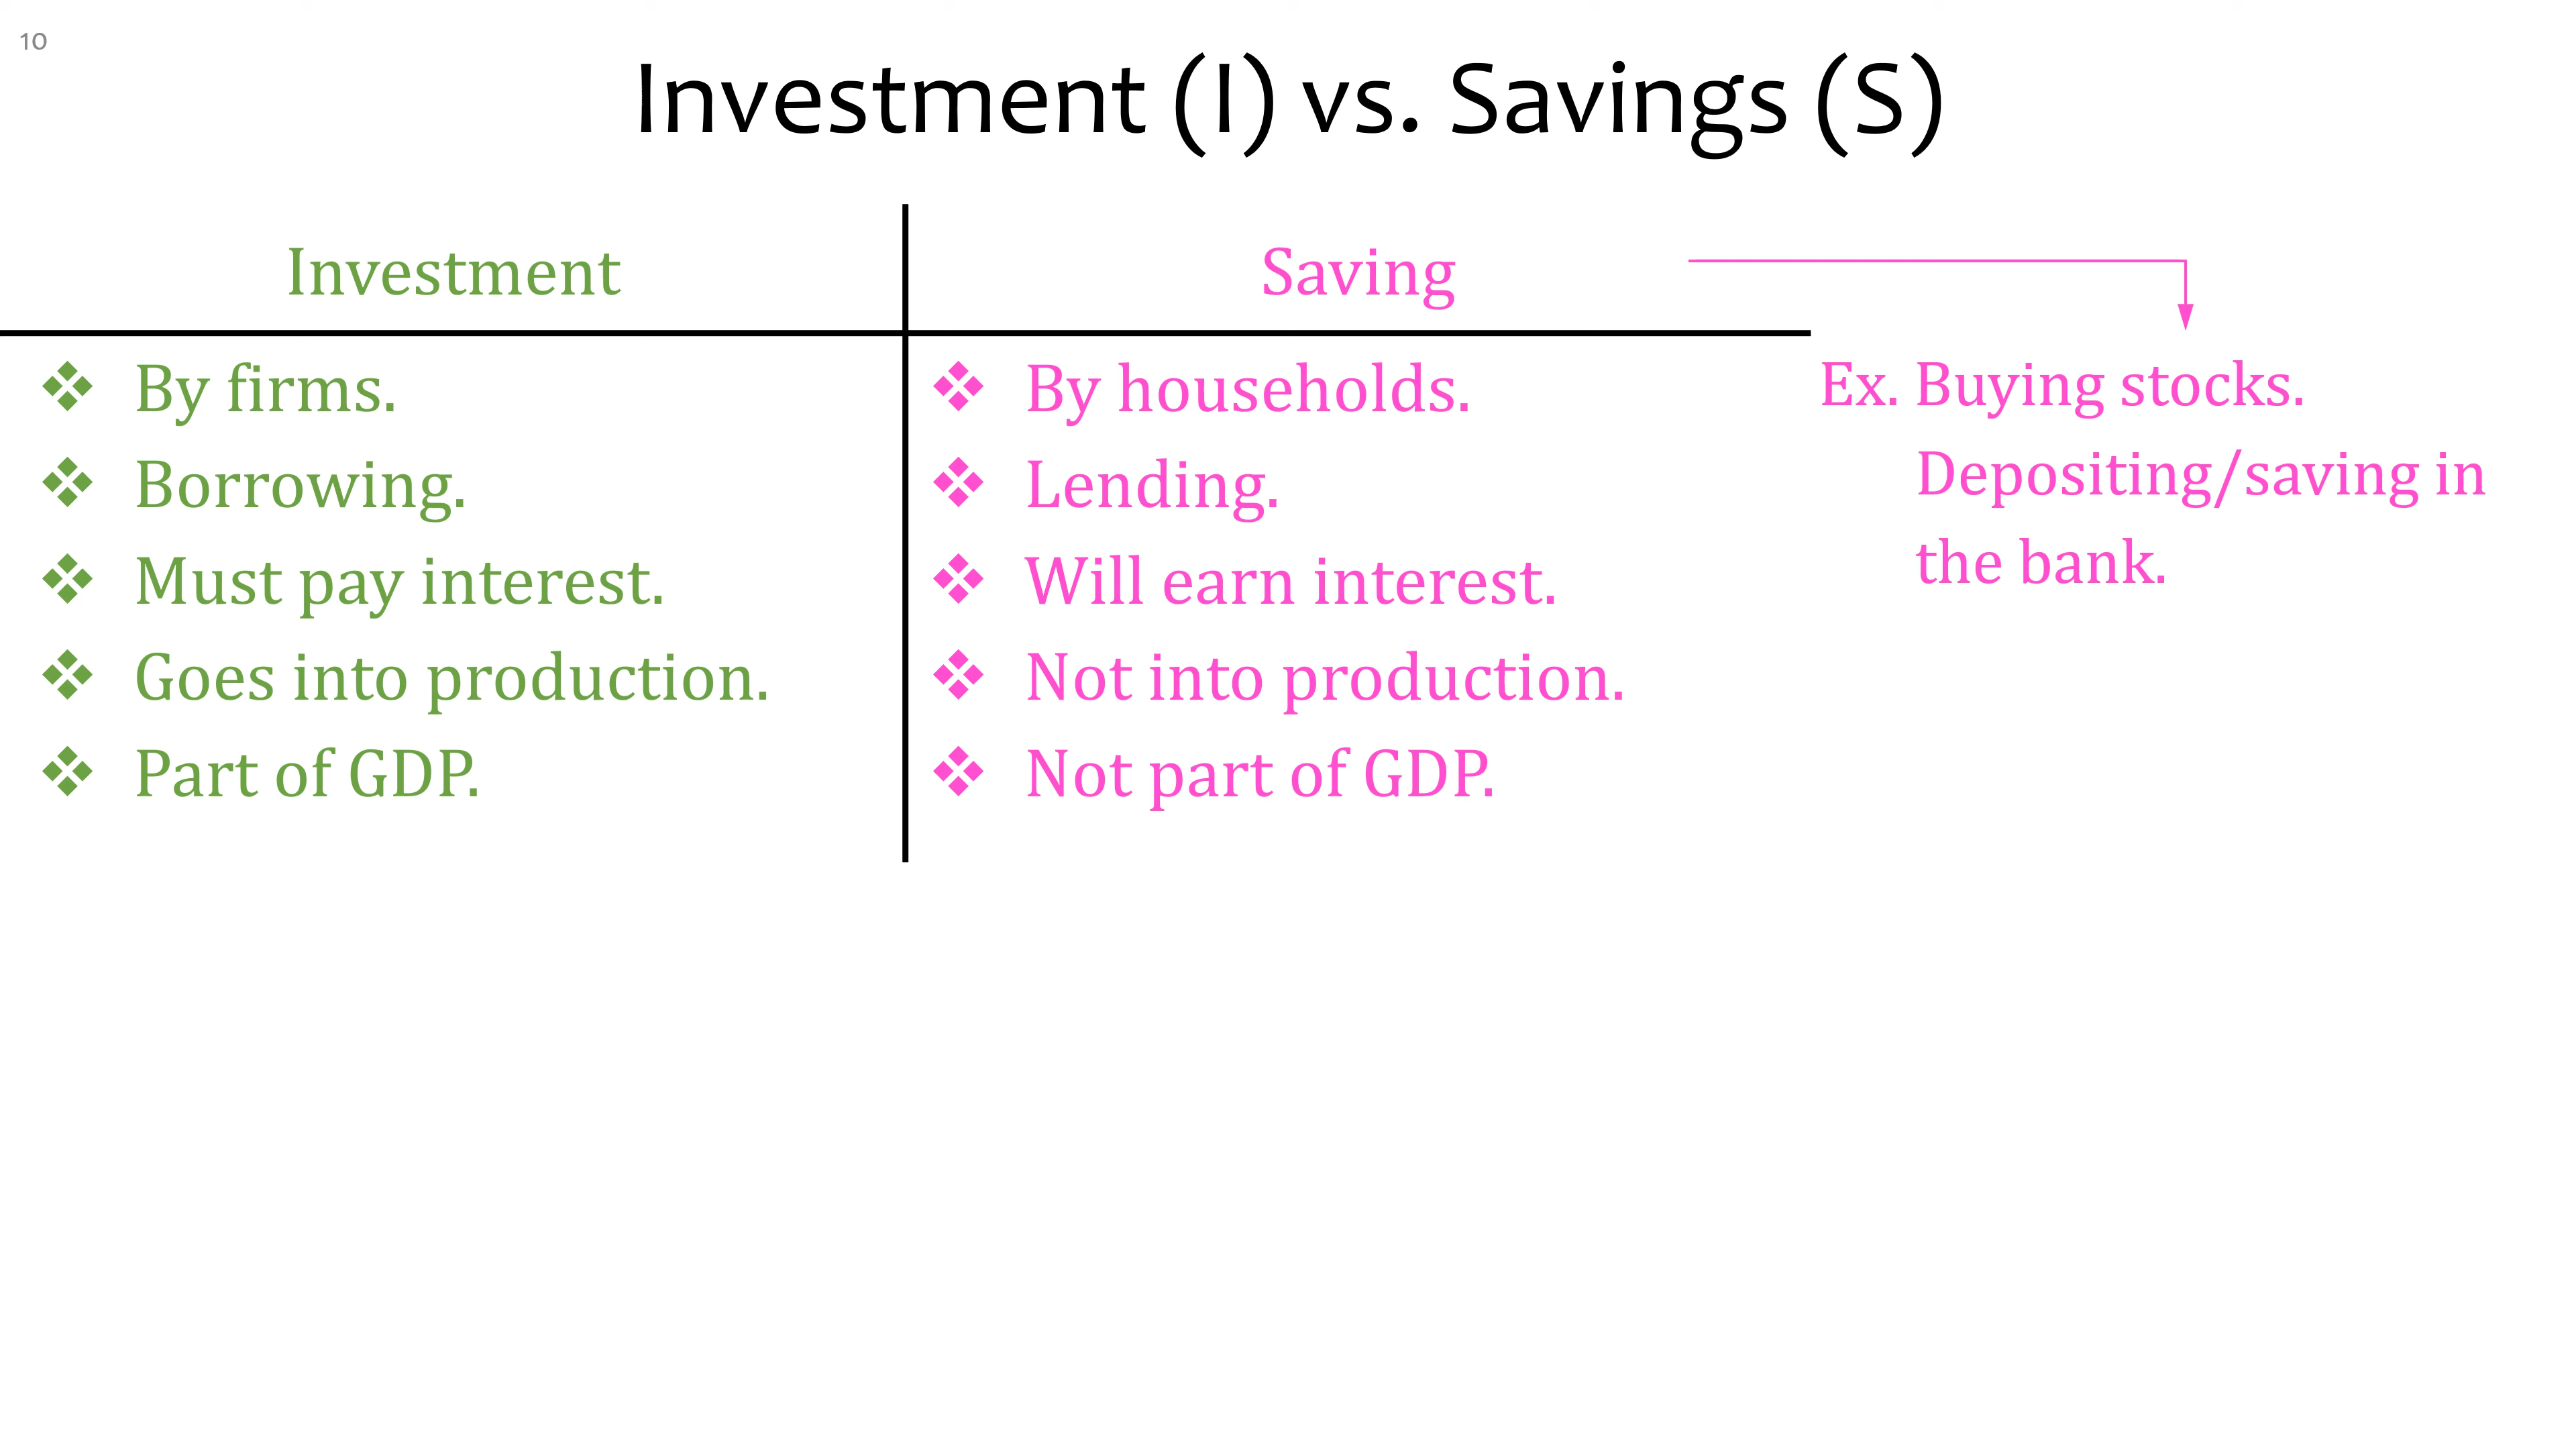 10
Investment (I) vs. Savings (S)
Investment
❖ By firms.
❖ Borrowing.
❖ Must pay interest.
❖ Goes into production.
❖ Part of GDP.
Saving
❖ By households.
❖ Lending.
❖ Will earn interest.
❖ Not into production.
❖ Not part of GDP.
Ex. Buying stocks.
Depositing/saving in
the bank.